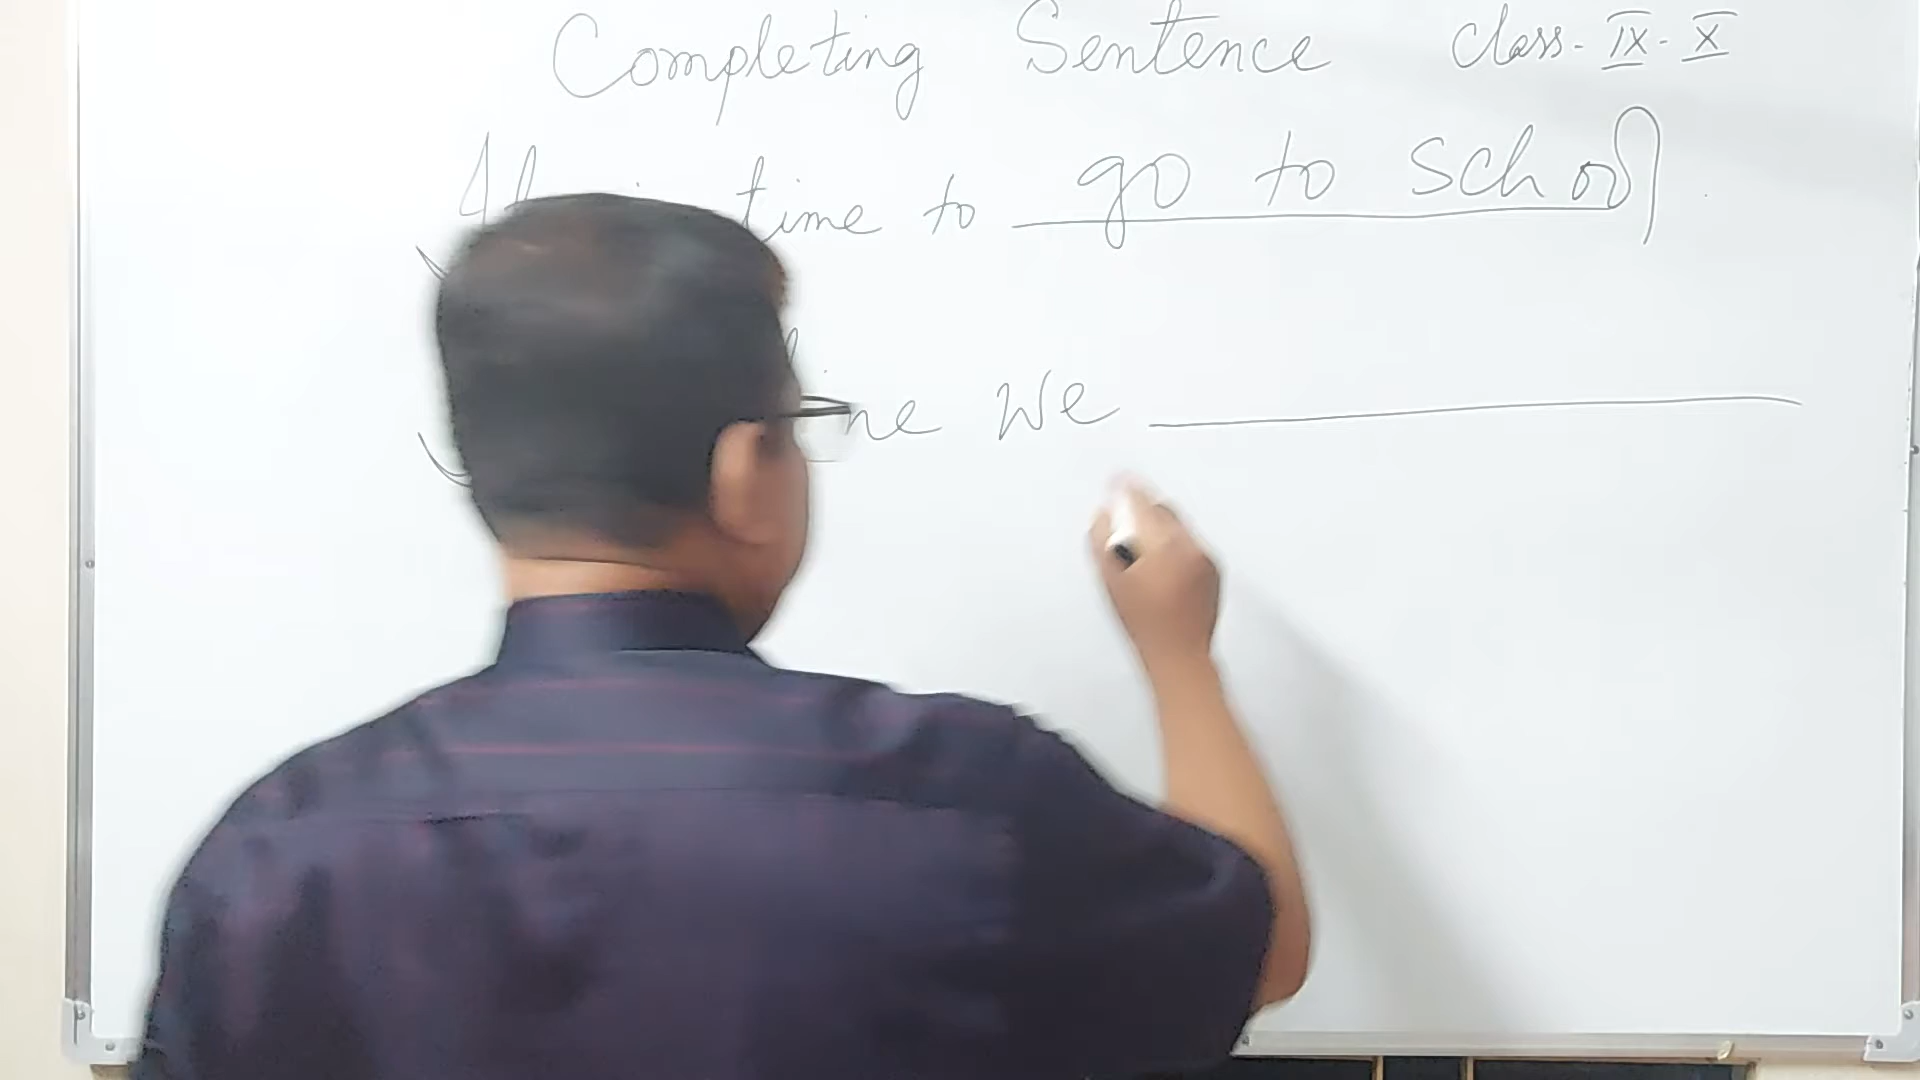 Completing Sentence Class - IX - X
time to go to school.
we